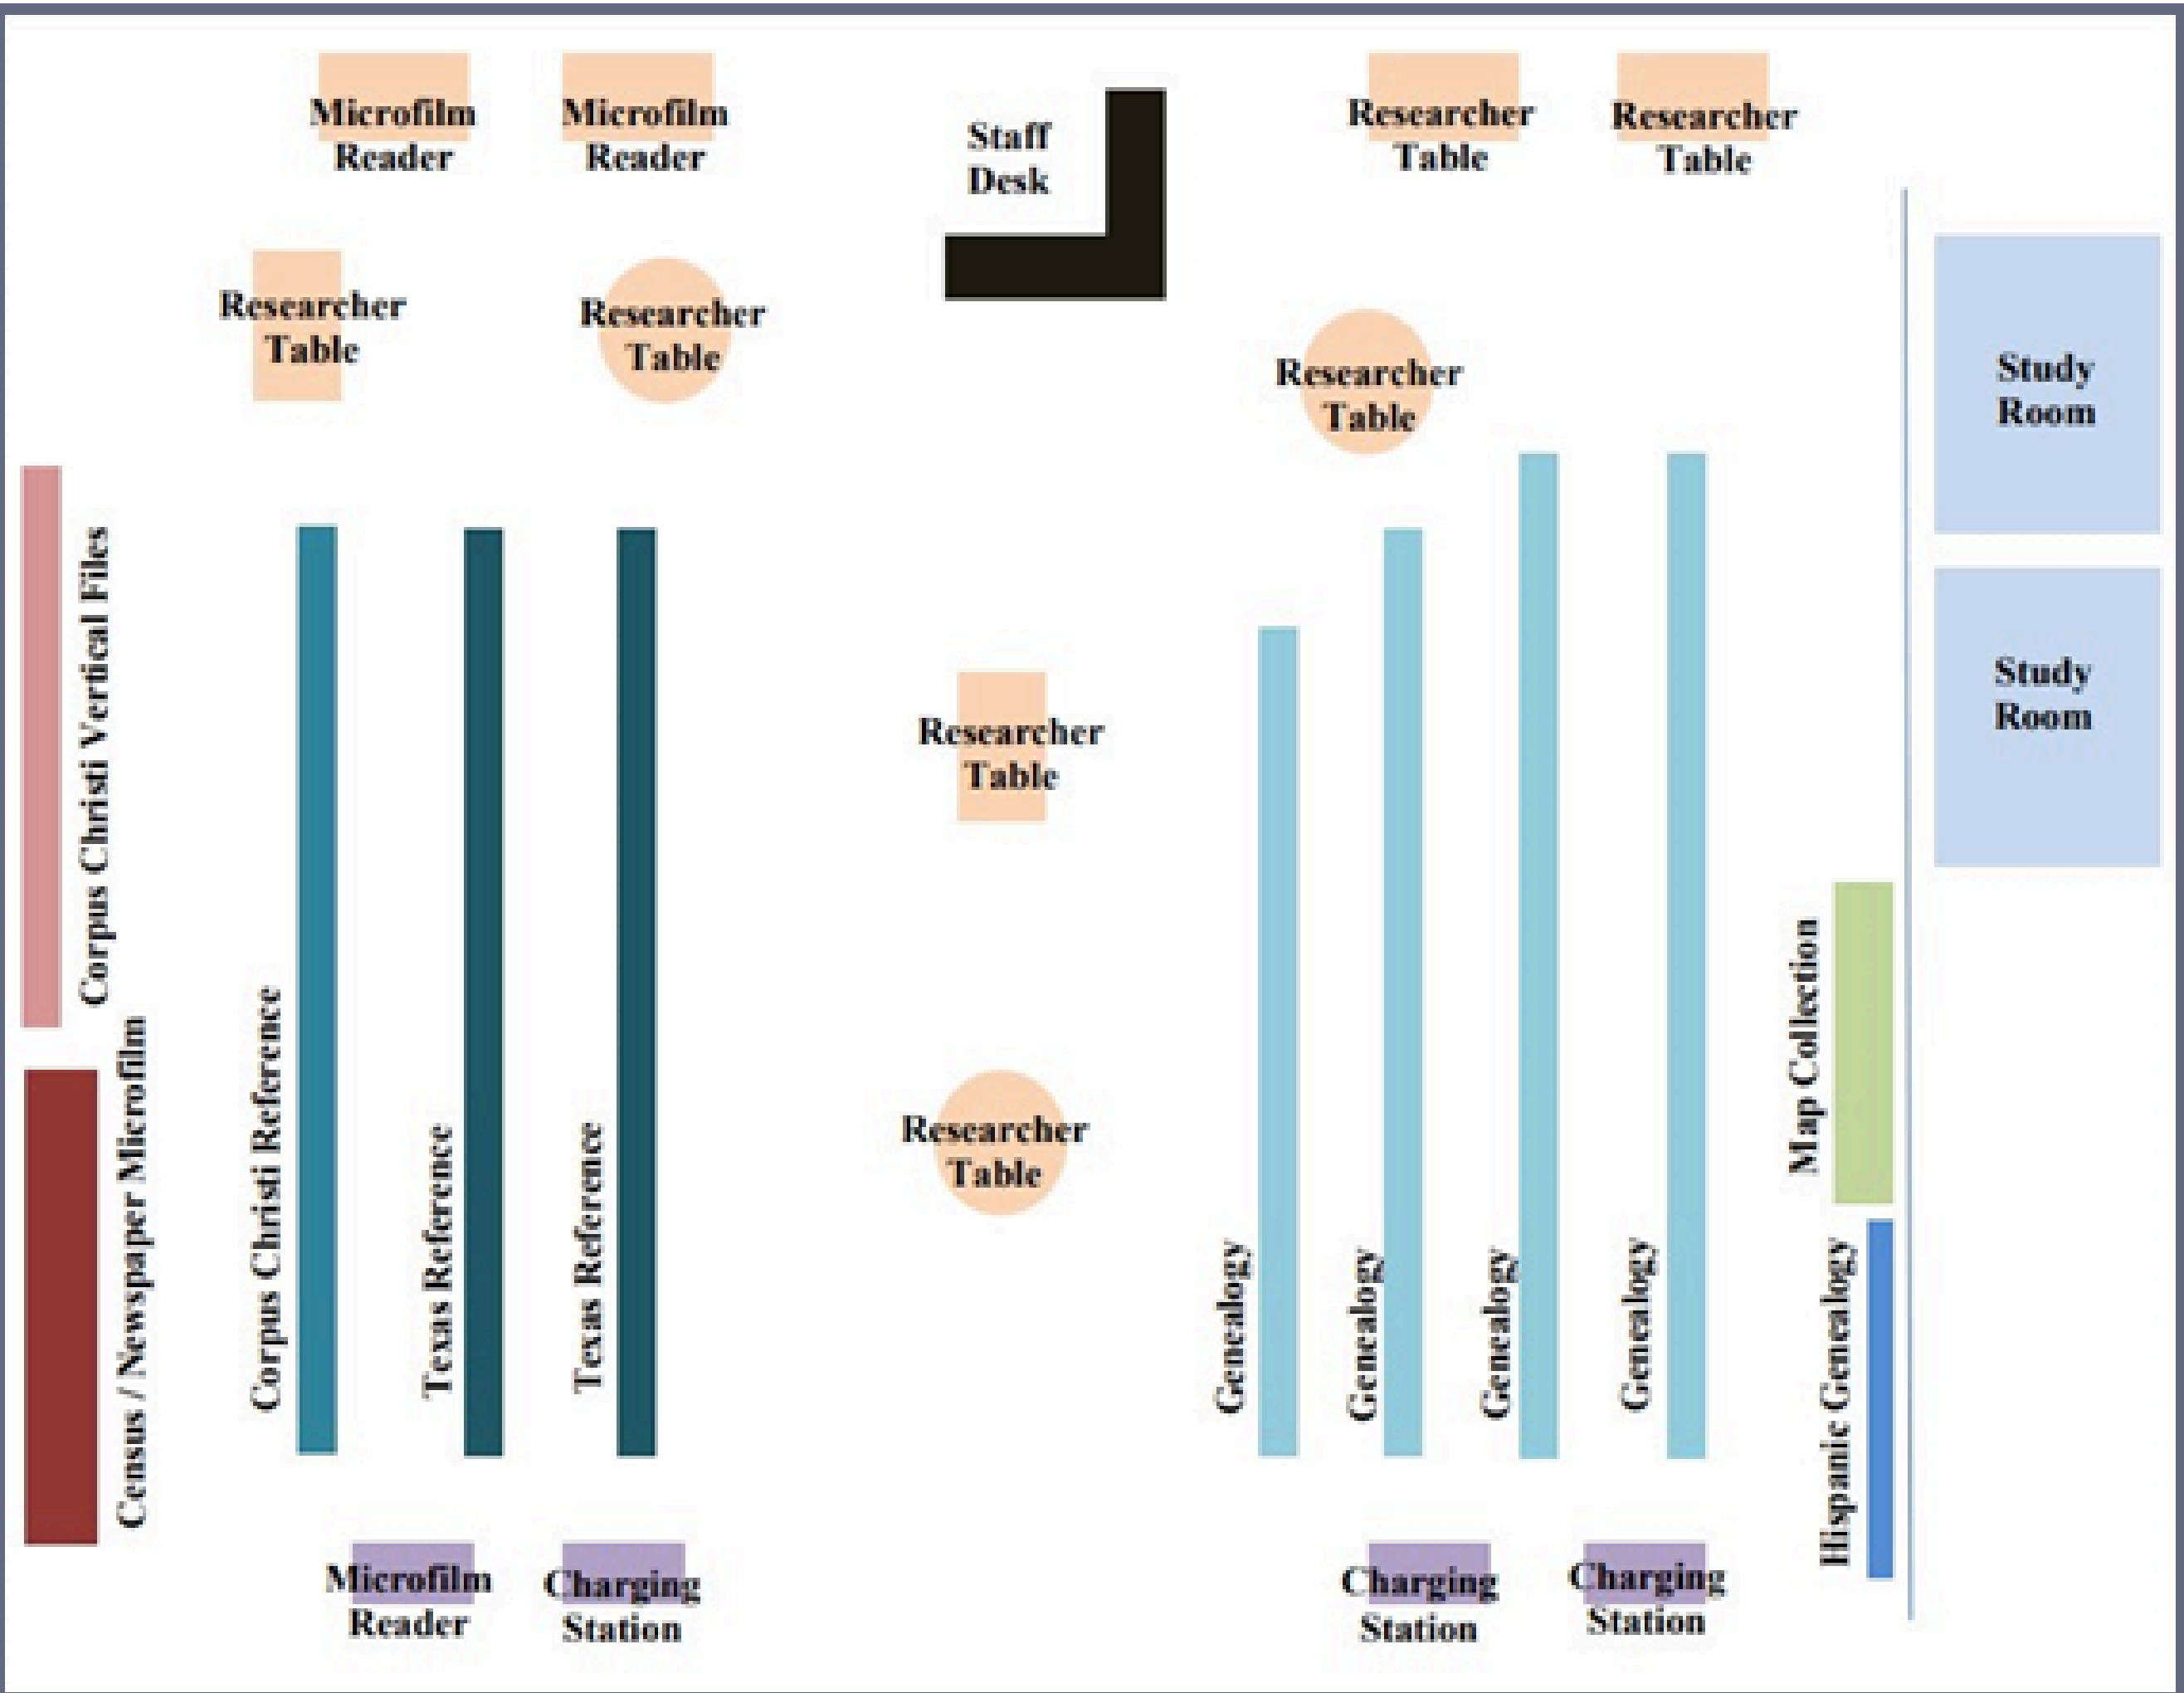 Microfilm
Reader
Microfilm
Reader
Staff
Desk
Researcher
Table
Researcher
Table
Researcher
Table
Researcher
Table
Researcher
Table
Study
Room
Study
Room
Corpus Christi Vertical Files
Census / Newspaper Microfilm
Corpus Christi Reference
Texas Reference
Texas Reference
Researcher
Table
Researcher
Table
Genealogy
Genealogy
Genealogy
Genealogy
Map Collection
Hispanic Genealogy
Microfilm
Reader
Charging
Station
Charging
Station
Charging
Station